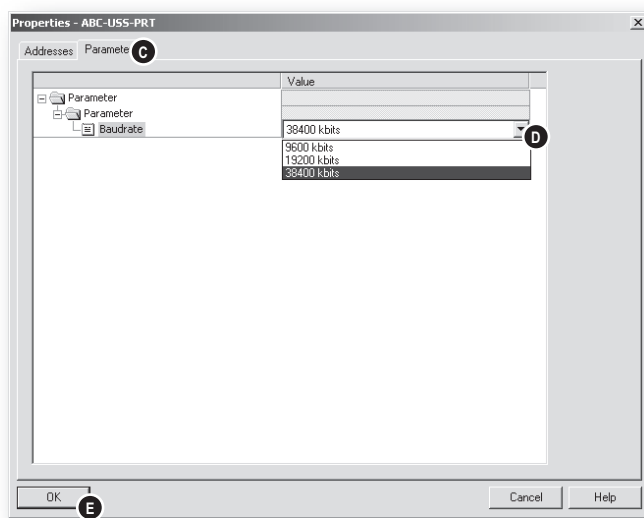 Properties - ABC-USS-PRT
Addresses Paramete C
Value
Parameter
Parameter
Baudrate 38400 kbits D
9600 kbits
19200 kbits
38400 kbits
OK E Cancel Help